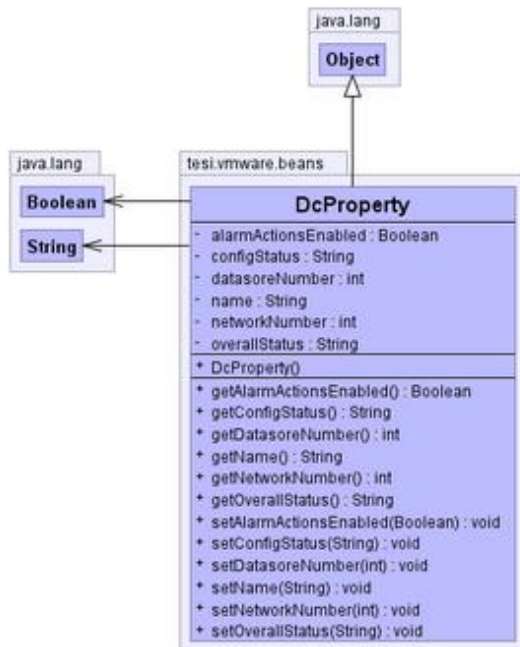 java.lang
Object
java.lang
Boolean
String
tesi.vmware.beans
DcProperty
- alarmActionsEnabled : Boolean
- configStatus : String
- datasoreNumber : int
- name : String
- networkNumber : int
- overallStatus : String
+ DcProperty()
+ getAlarmActionsEnabled() : Boolean
+ getConfigStatus() : String
+ getDatasoreNumber() : int
+ getName() : String
+ getNetworkNumber() : int
+ getOverallStatus() : String
+ setAlarmActionsEnabled(Boolean) : void
+ setConfigStatus(String) : void
+ setDatasoreNumber(int) : void
+ setName(String) : void
+ setNetworkNumber(int) : void
+ setOverallStatus(String) : void